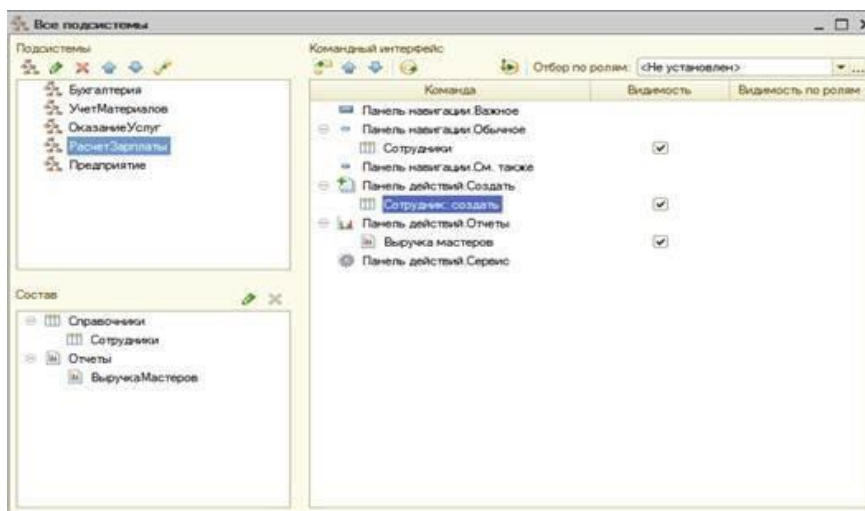 Все подсистемы
Подсистемы
Бухгалтерия
УчетМатериалов
ОказаниеУслуг
РасчетЗарплаты
Предприятие
Состав
Справочники
Сотрудники
Отчеты
ВыручкаМастеров
Командный интерфейс
Отбор по ролям: <Не установлен>
Команда Видимость Видимость по ролям
Панель навигации.Важное
Панель навигации.Обычное
Сотрудники
Панель навигации.См. также
Панель действий.Создать
Сотрудник: создать
Панель действий.Отчеты
Выручка мастеров
Панель действий.Сервис